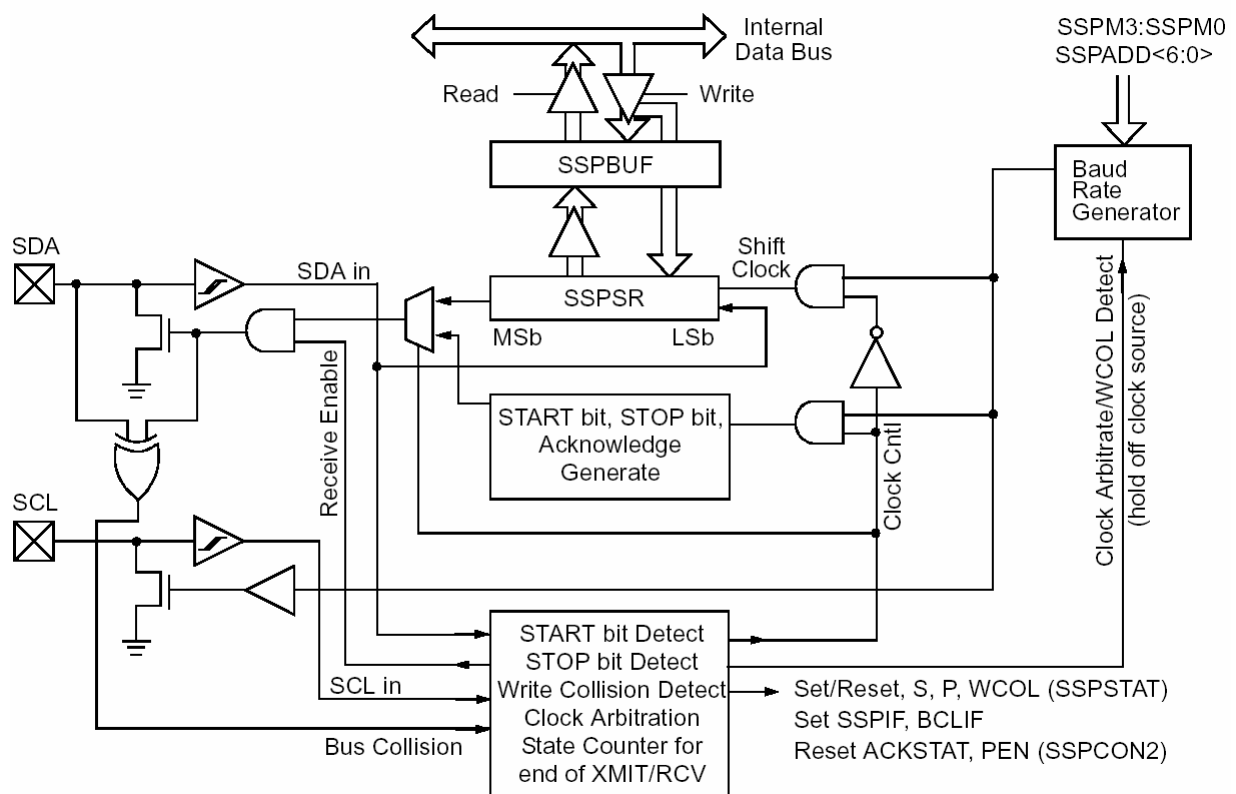 Internal
Data Bus
SSPM3:SSPM0
SSPADD<6:0>
Read
Write
SSPBUF
Baud
Rate
Generator
SDA
SDA in
Shift
Clock
SSPSR
MSb
LSb
START bit, STOP bit,
Acknowledge
Generate
Receive Enable
Clock Cntl
Clock Arbitrate/WCOL Detect
(hold off clock source)
SCL
SCL in
Bus Collision
START bit Detect
STOP bit Detect
Write Collision Detect
Clock Arbitration
State Counter for
end of XMIT/RCV
Set/Reset, S, P, WCOL (SSPSTAT)
Set SSPIF, BCLIF
Reset ACKSTAT, PEN (SSPCON2)